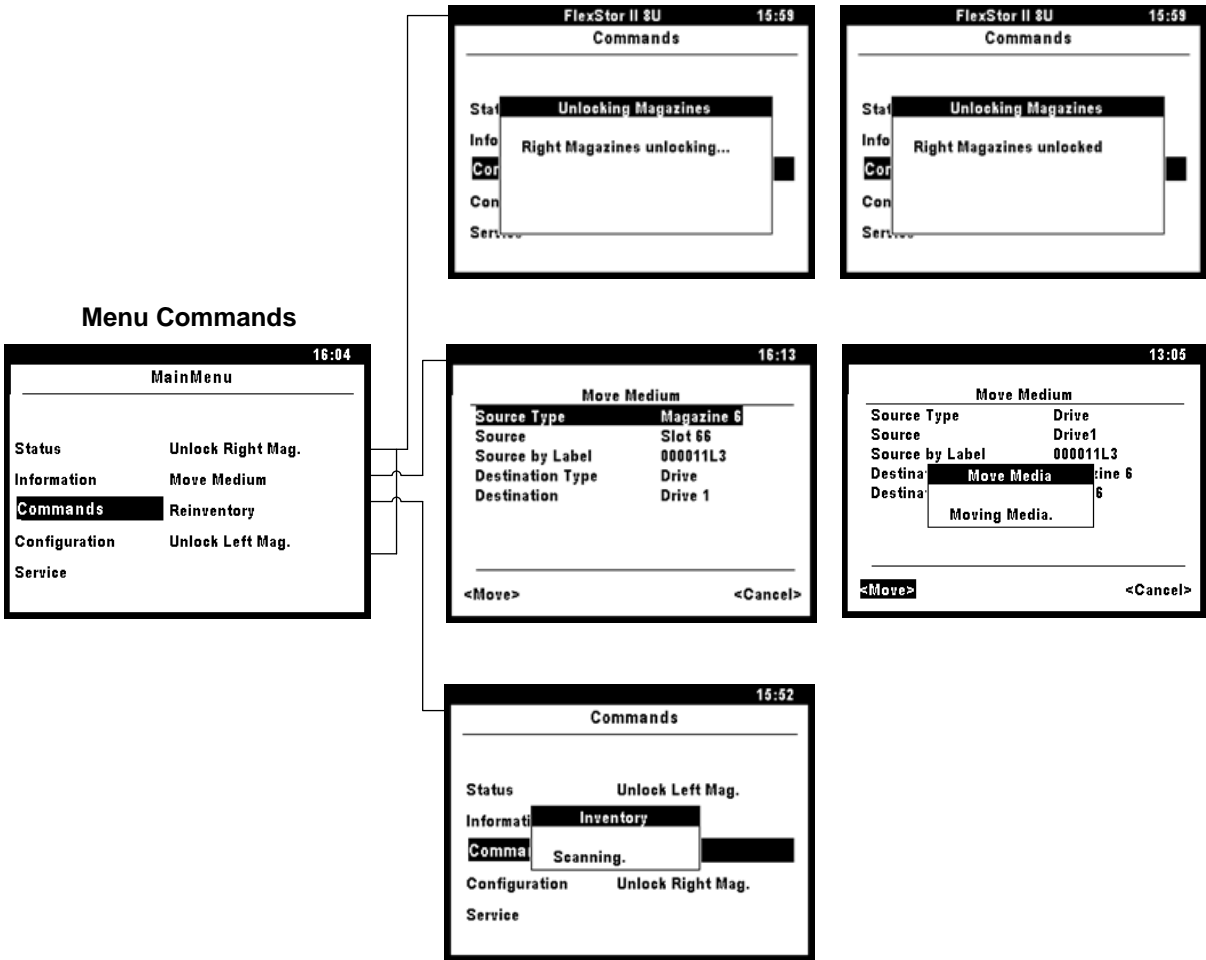 FlexStor II 8U 15:59
Commands
Unlocking Magazines
Right Magazines unlocking...
Stat
Info
Con
Con
Service
FlexStor II 8U 15:59
Commands
Unlocking Magazines
Right Magazines unlocked
Stat
Info
Con
Con
Menu Commands
16:04
MainMenu
Status Unlock Right Mag.
Information Move Medium
Commands Reinventory
Configuration Unlock Left Mag.
Service
16:13
Move Medium
Source Type Magazine 6
Source Slot 66
Source by Label 000011L3
Destination Type Drive
Destination Drive 1
<Move> <Cancel>
13:05
Move Medium
Source Type Drive
Source Drive1
Source by Label 000011L3
Destina zine 6
Destina 6
Move Media
Moving Media.
<Move> <Cancel>
15:52
Commands
Status Unlock Left Mag.
Informati
Inventory
Comma
Scanning.
Configuration Unlock Right Mag.
Service